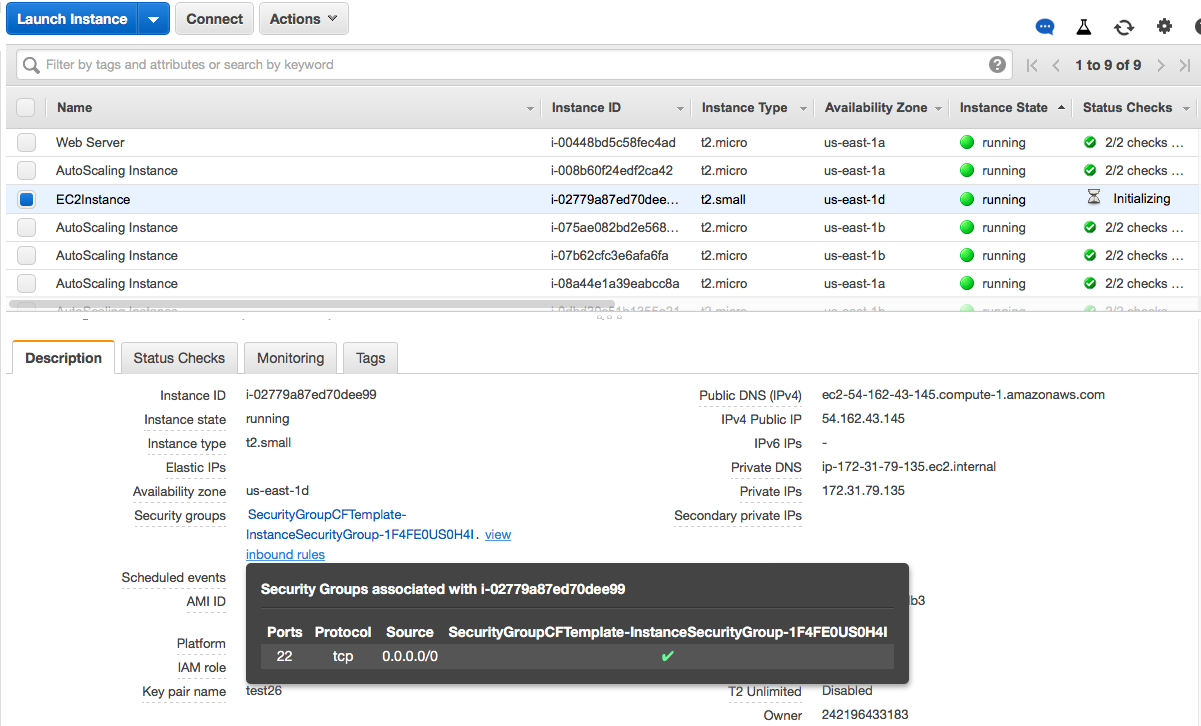 Launch Instance Connect Actions
Filter by tags and attributes or search by keyword 1 to 9 of 9
Name Instance ID Instance Type Availability Zone Instance State Status Checks
Web Server i-00448bd5c58fec4ad t2.micro us-east-1a running 2/2 checks ...
AutoScaling Instance i-008b60f24edf2ca42 t2.micro us-east-1a running 2/2 checks ...
EC2Instance i-02779a87ed70dee... t2.small us-east-1d running Initializing
AutoScaling Instance i-075ae082bd2e568... t2.micro us-east-1b running 2/2 checks ...
AutoScaling Instance i-07b62cfc3e6afa6fa t2.micro us-east-1b running 2/2 checks ...
AutoScaling Instance i-08a44e1a39eabcc8a t2.micro us-east-1b running 2/2 checks ...
AutoScaling Instance t2.micro us-east-1b running 2/2 checks ...
Description Status Checks Monitoring Tags
Instance ID i-02779a87ed70dee99 Public DNS (IPv4) ec2-54-162-43-145.compute-1.amazonaws.com
Instance state running IPv4 Public IP 54.162.43.145
Instance type t2.small IPv6 IPs -
Elastic IPs Private DNS ip-172-31-79-135.ec2.internal
Availability zone us-east-1d Private IPs 172.31.79.135
Security groups SecurityGroupCFTemplate- Secondary private IPs
InstanceSecurityGroup-1F4FE0US0H4I . view
inbound rules
Scheduled events
Security Groups associated with i-02779a87ed70dee99
AMI ID b3
Ports Protocol Source SecurityGroupCFTemplate-InstanceSecurityGroup-1F4FE0US0H4I
Platform
22 tcp 0.0.0.0/0
IAM role
Key pair name test26 T2 Unlimited Disabled
Owner 242196433183